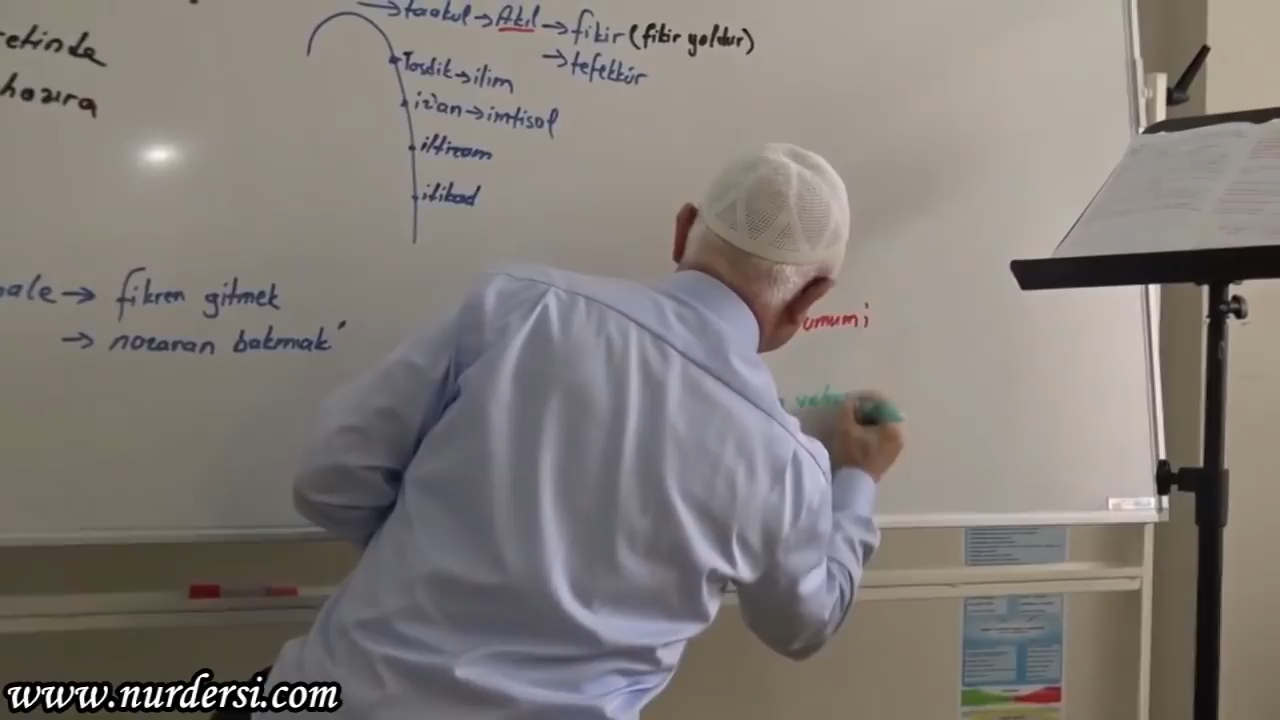 → taakul → Akıl → fikir (fikir yoldur)
→ tefekkür
Tasdik → ilim
iz'an → imtisal
iltizam
itikad
retinde
hazıra
→ fikren gitmek
→ nazaran bakmak
umumi
www.nurdersi.com